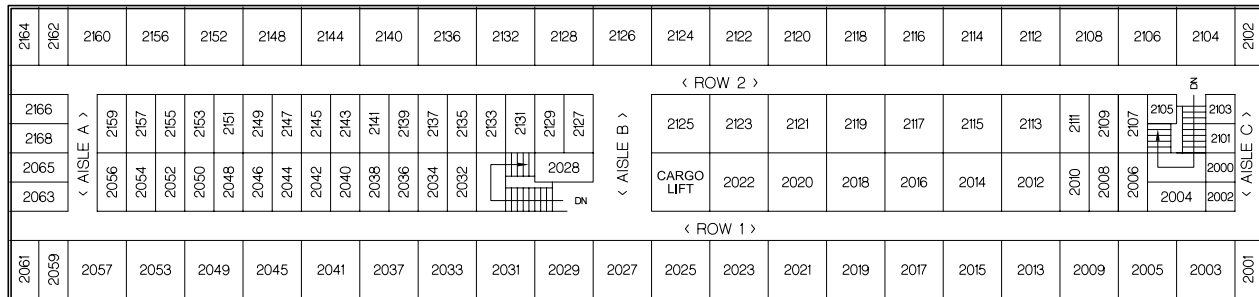 2164 2162 2160 2156 2152 2148 2144 2140 2136 2132 2128 2126 2124 2122 2120 2118 2116 2114 2112 2108 2106 2104 2102
< ROW 2 >
DN
2166 2159 2157 2155 2153 2151 2149 2147 2145 2143 2141 2139 2137 2135 2133 2131 2129 2127 2125 2123 2121 2119 2117 2115 2113 2111 2109 2107 2105 2103
2168 2101
< AISLE A >
< AISLE B >
< AISLE C >
2065 2056 2054 2052 2050 2048 2046 2044 2042 2040 2038 2036 2034 2032 2028 CARGO 2022 2020 2018 2016 2014 2012 2010 2008 2006 2000
LIFT
2063 2004 2002
DN
< ROW 1 >
2061 2059 2057 2053 2049 2045 2041 2037 2033 2031 2029 2027 2025 2023 2021 2019 2017 2015 2013 2009 2005 2003 2001